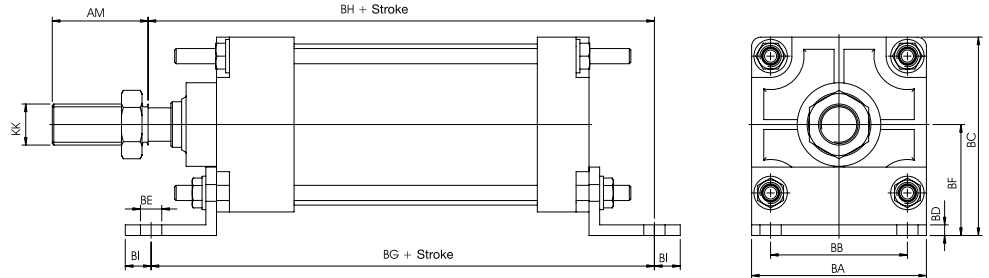 AM
BH + Stroke
KK
BE
BI
BG + Stroke
BI
BC
BF
BD
BB
BA